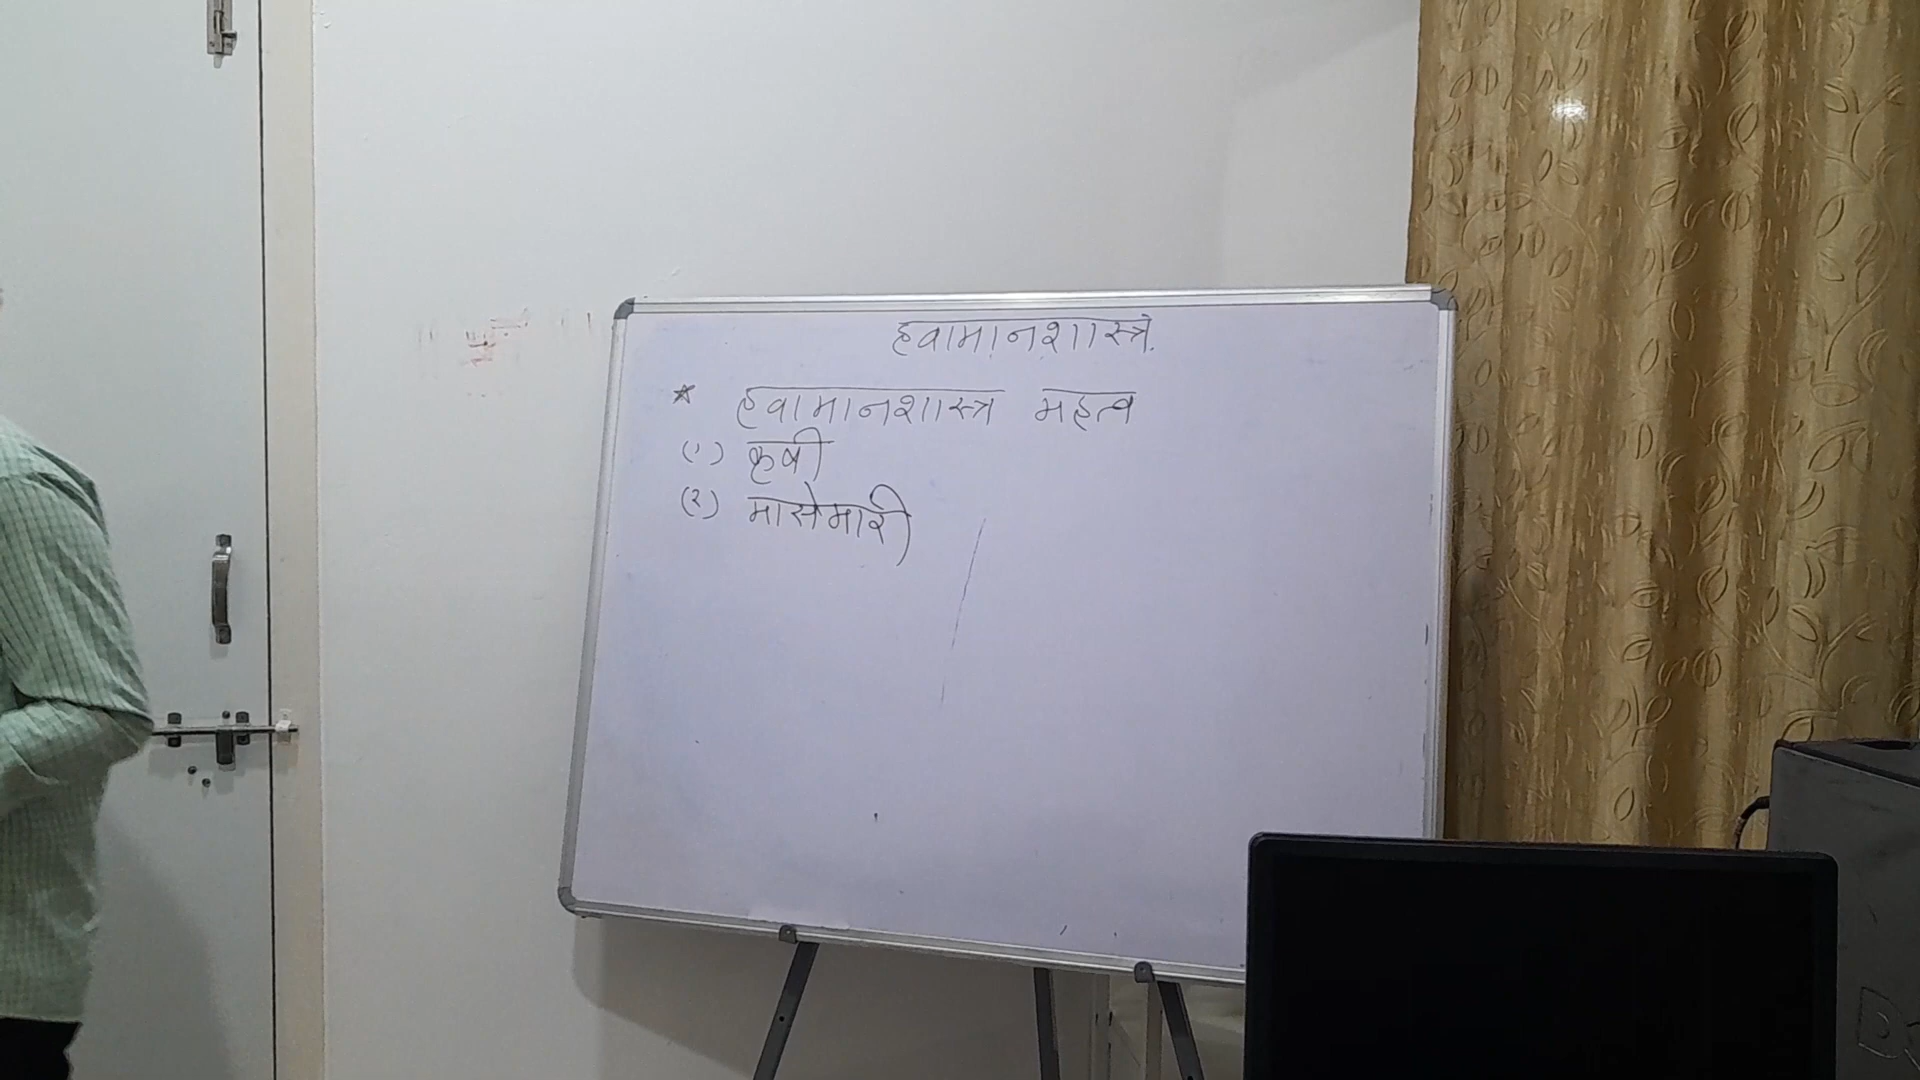 हवामानशास्त्र.
* हवामानशास्त्र महत्व
(१) कृषी
(२) मासेमारी